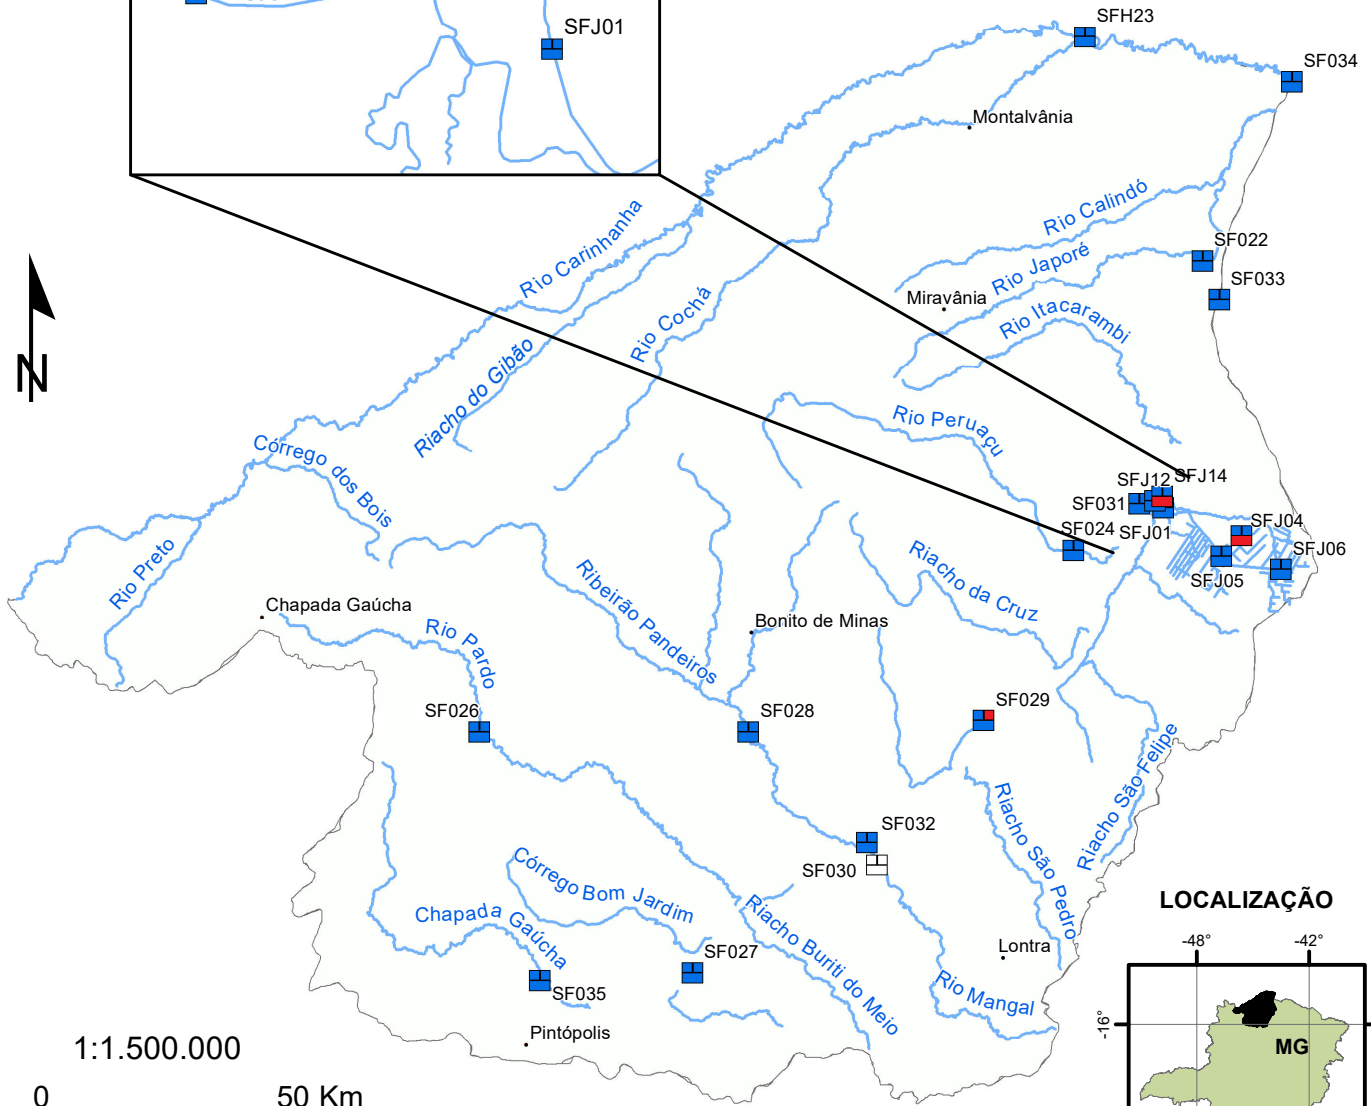 SFJ01
SFH23
SF034
Montalvânia
Rio Calindó
Rio Carinhanha
SF022
Rio Japoré
SF033
Miravânia
Rio Cochá
Rio Itacarambi
Riacho do Gibão
N
Rio Peruaçu
Córrego dos Bois
SFJ12
SFJ14
SF031
SF024
SFJ01
SFJ04
SFJ06
SFJ05
Rio Preto
Riacho da Cruz
Ribeirão Pandeiros
Chapada Gaúcha
Bonito de Minas
Rio Pardo
SF026
SF028
SF029
Riacho São Felipe
Riacho São Pedro
SF032
SF030
Córrego Bom Jardim
LOCALIZAÇÃO
Chapada Gaúcha
Riacho Buriti do Meio
Lontra
-48°
-42°
SF027
SF035
Rio Mangal
-16°
Pintópolis
MG
1:1.500.000
0
50 Km